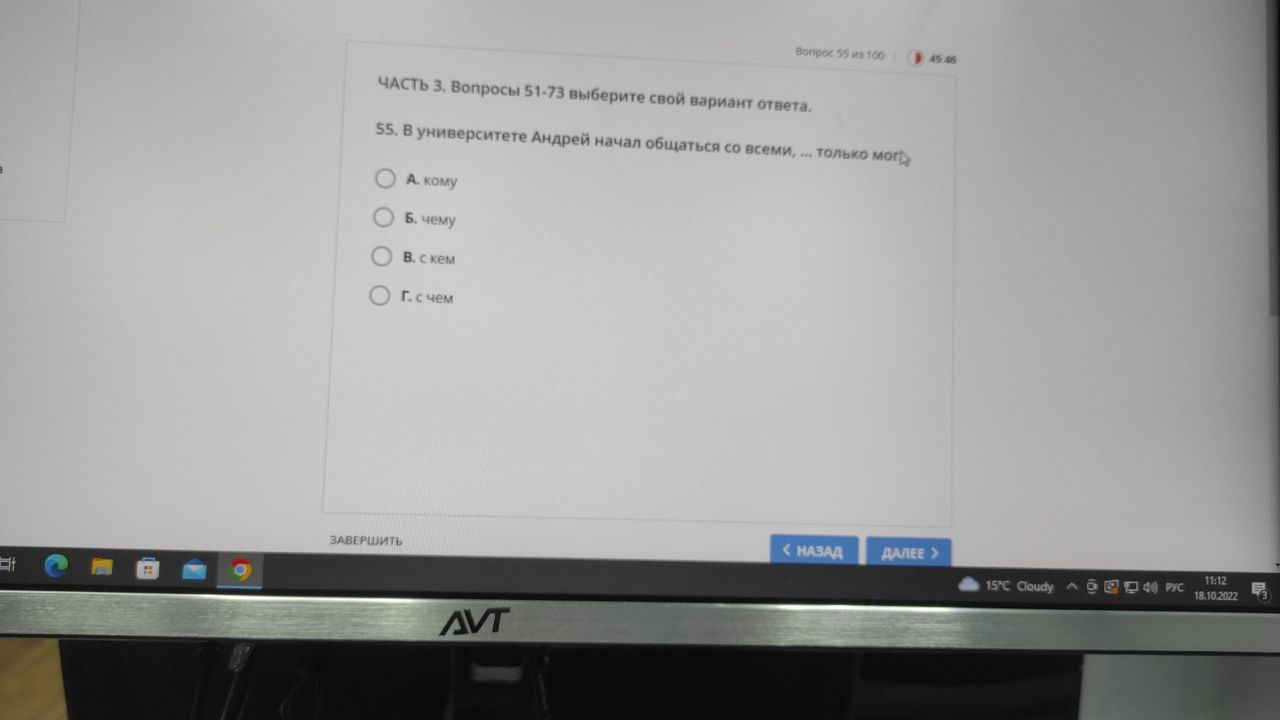 Вопрос 55 из 100 45:46
ЧАСТЬ 3. Вопросы 51-73 выберите свой вариант ответа.
55. В университете Андрей начал общаться со всеми, ... только мог
А. кому
Б. чему
В. с кем
Г. с чем
ЗАВЕРШИТЬ
НАЗАД
ДАЛЕЕ
15°C Cloudy
РУС
11:12
18.10.2022
3
AVT